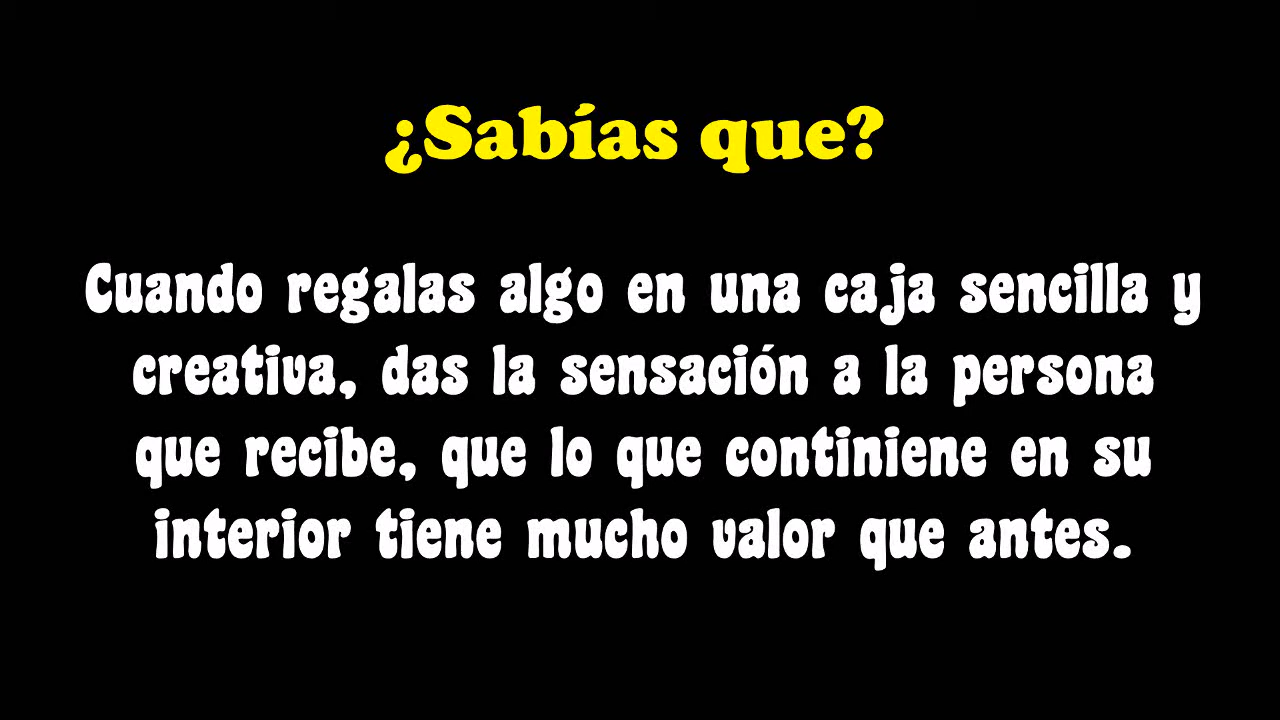 ¿Sabías que?
Cuando regalas algo en una caja sencilla y
creativa, das la sensación a la persona
que recibe, que lo que continiene en su
interior tiene mucho valor que antes.